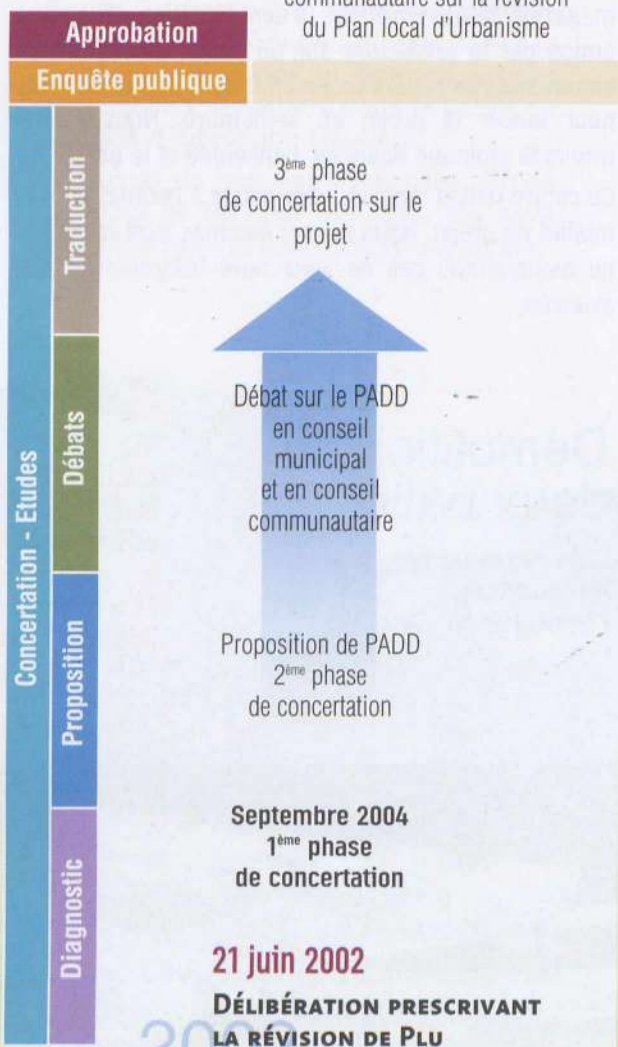 communautaire sur la révision
du Plan local d'Urbanisme
Approbation
Enquête publique
Concertation - Etudes
Traduction
3ème phase
de concertation sur le
projet
Débats
Débat sur le PADD
en conseil
municipal
et en conseil
communautaire
Proposition
Proposition de PADD
2ème phase
de concertation
Diagnostic
Septembre 2004
1ème phase
de concertation
21 juin 2002
DÉLIBÉRATION PRESCRIVANT
LA RÉVISION DE PLU